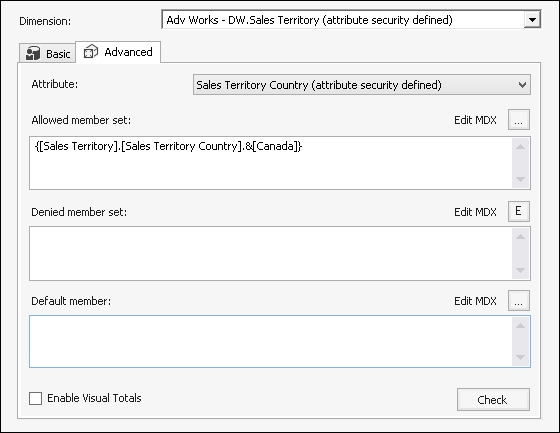 Dimension: Adv Works - DW.Sales Territory (attribute security defined)
Basic Advanced
Attribute: Sales Territory Country (attribute security defined)
Allowed member set: Edit MDX ...
{[Sales Territory].[Sales Territory Country].&[Canada]}
Denied member set: Edit MDX E
Default member: Edit MDX ...
Enable Visual Totals Check